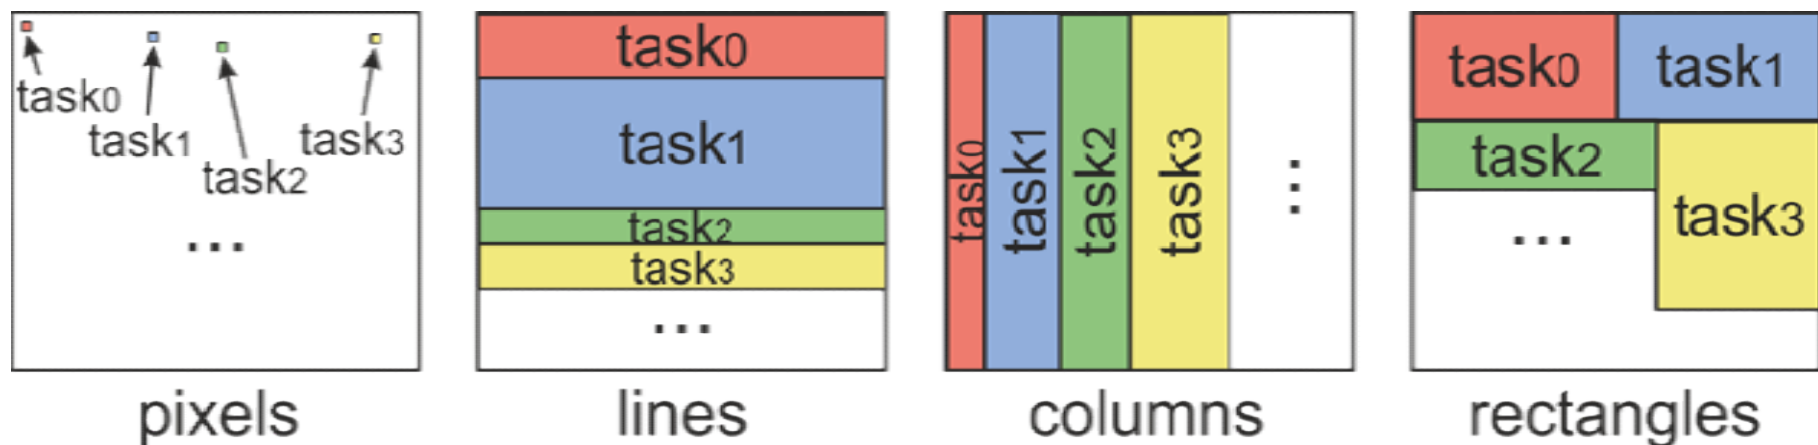 task0
task1
task2
task3
...
pixels
task0
task1
task2
task3
...
lines
task0
task1
task2
task3
...
columns
task0
task1
task2
task3
...
rectangles